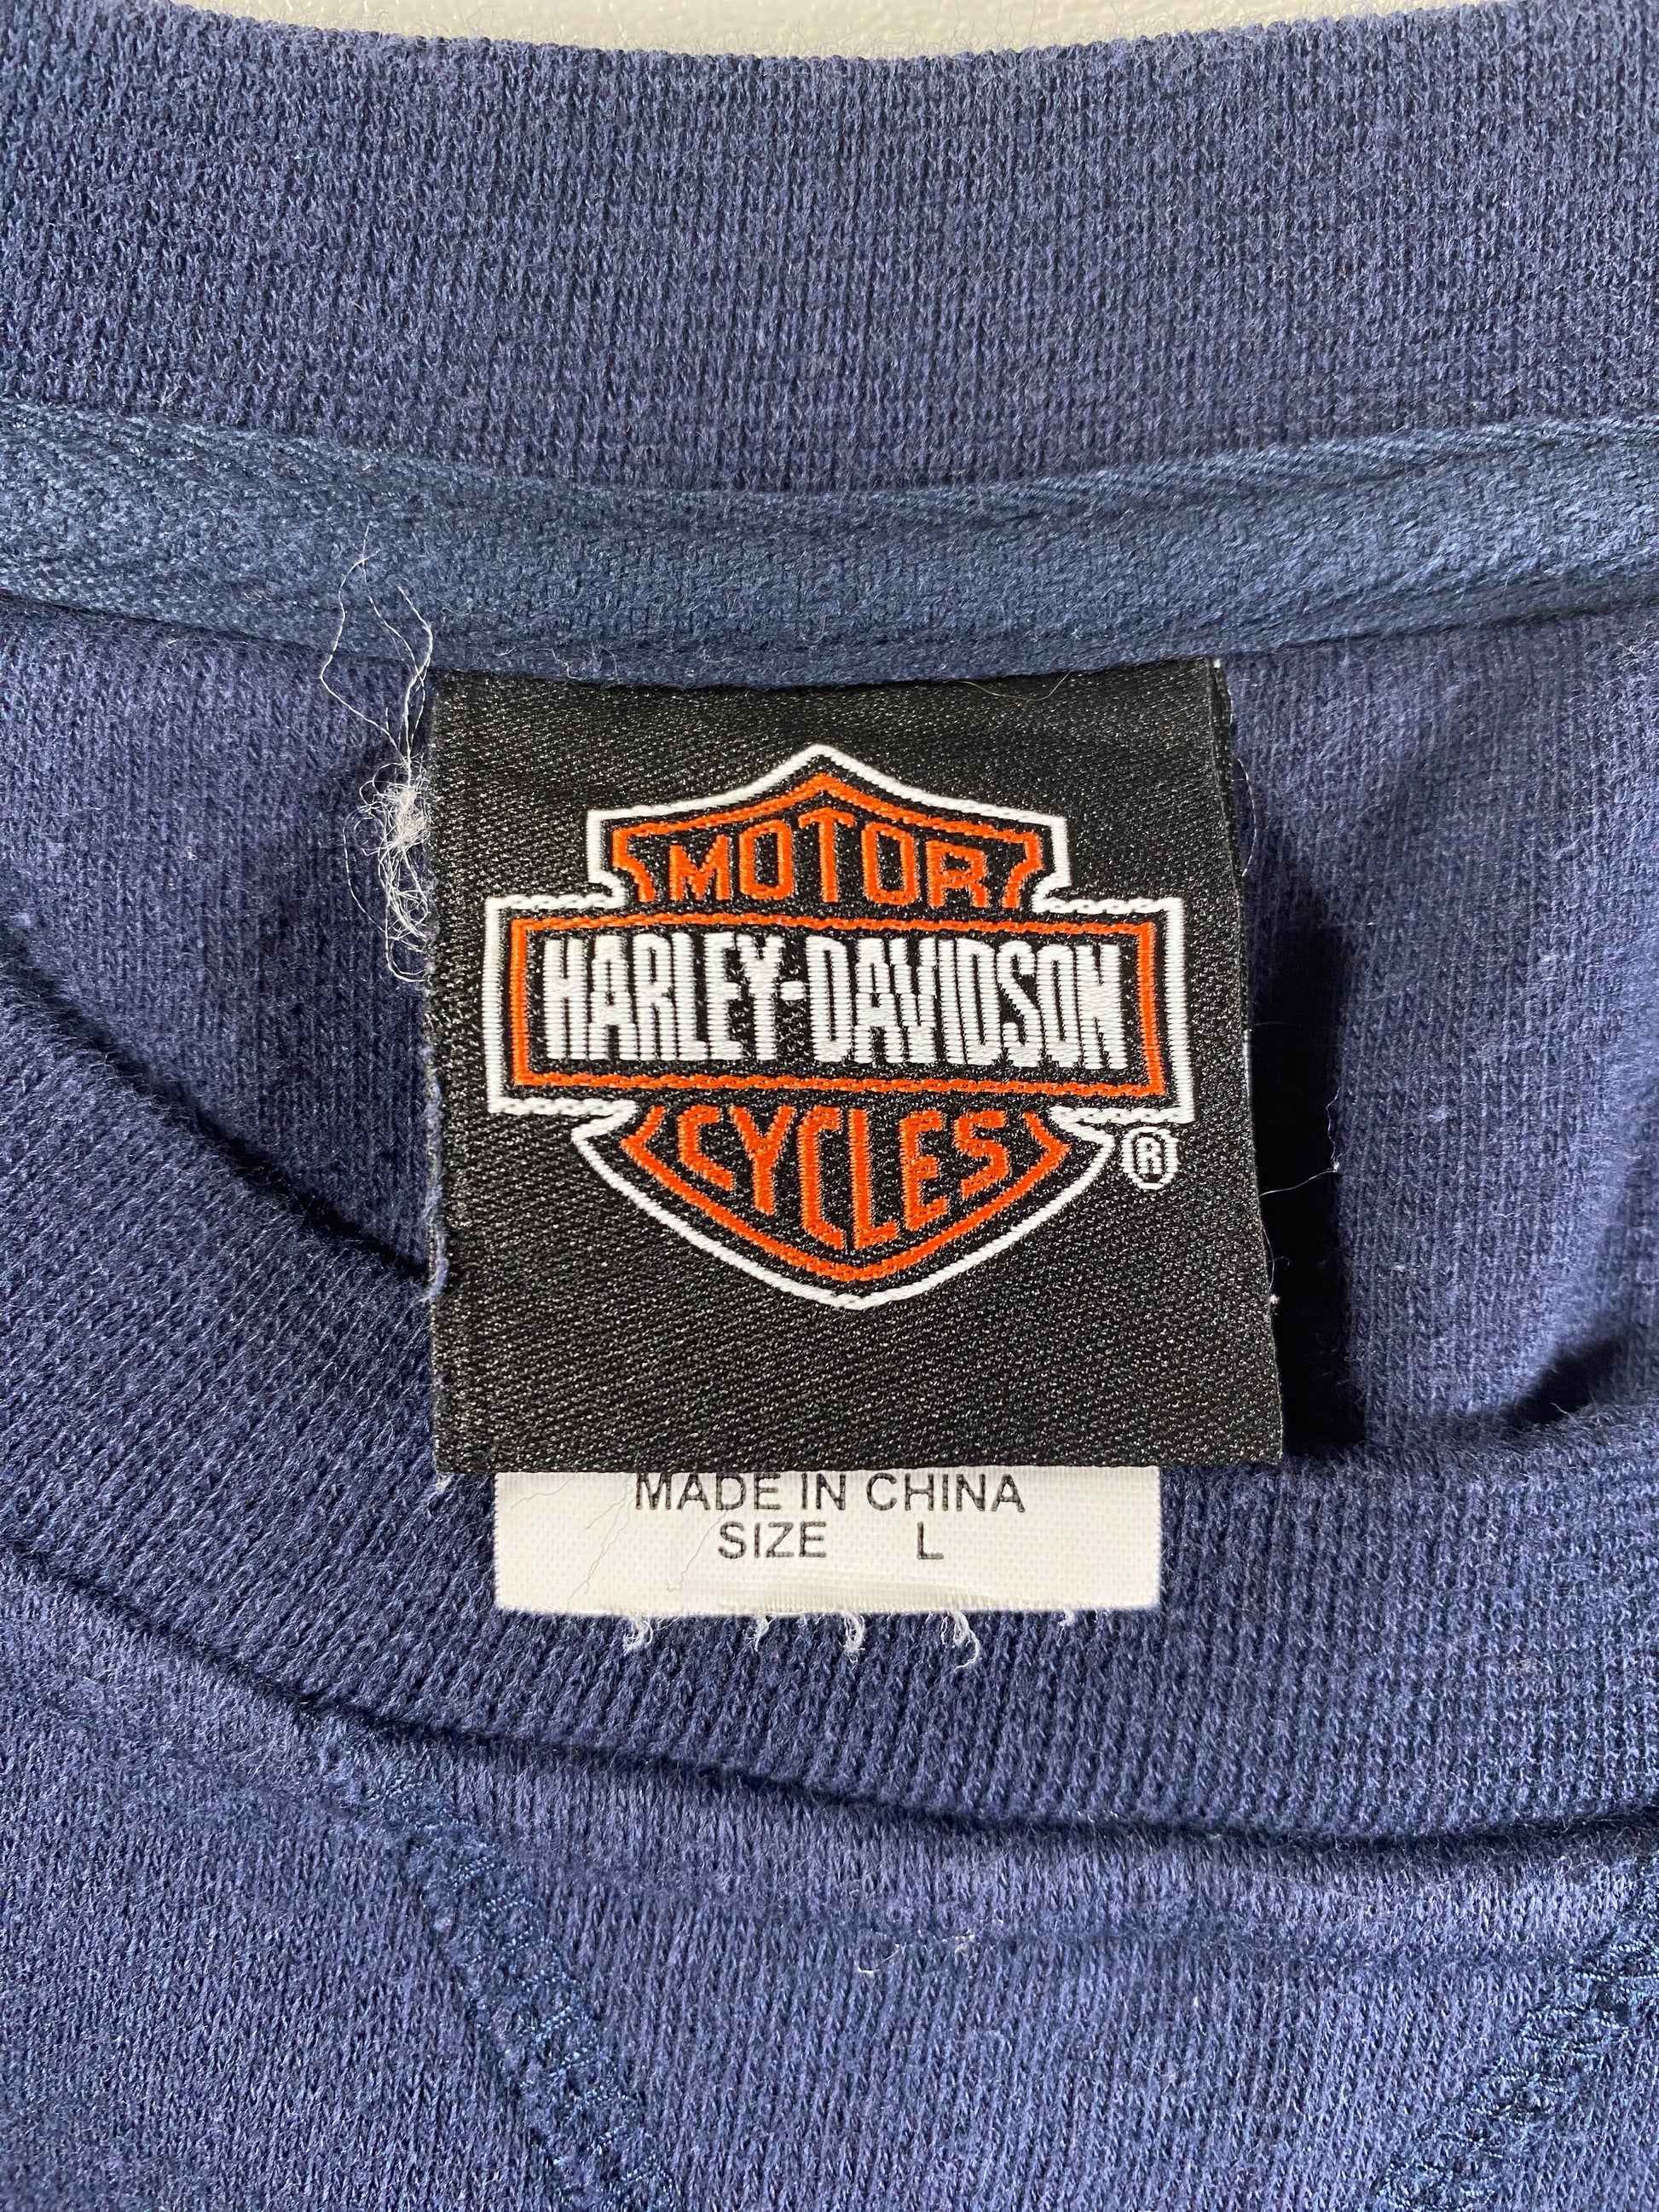 MOTOR
HARLEY-DAVIDSON
CYCLES
®
MADE IN CHINA
SIZE L